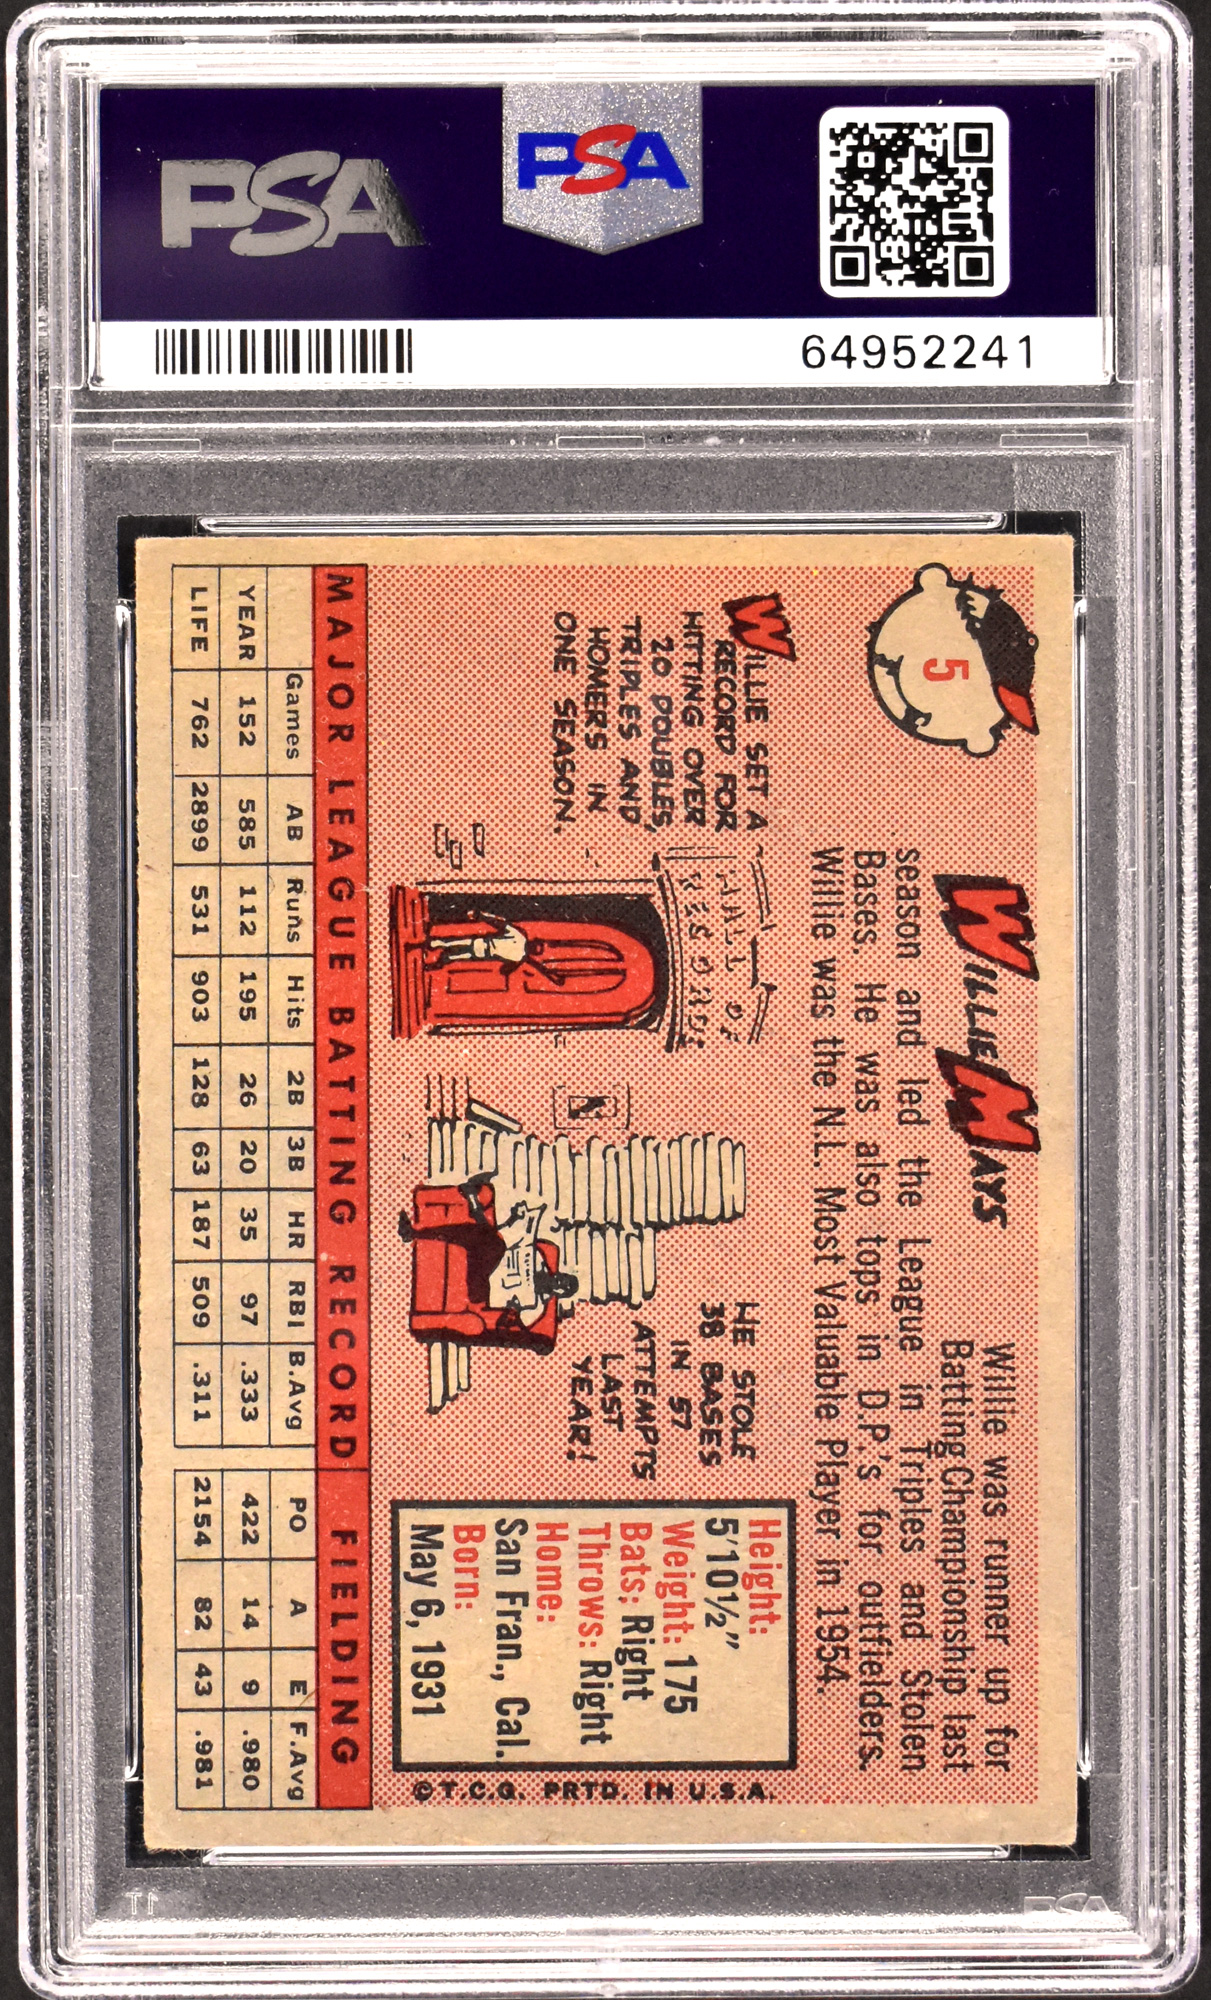 PSA
PSA
64952241
5
WILLIE MAYS
Willie was runner up for
Batting Championship last
season and led the League in Triples and Stolen
Bases. He was also tops in D.P.'s for outfielders.
Willie was the N.L. Most Valuable Player in 1954.
WILLIE SET A
RECORD FOR
HITTING OVER
20 DOUBLES,
TRIPLES AND
HOMERS IN
ONE SEASON.
HALL OF
RECORDS
HE STOLE
38 BASES
IN 57
ATTEMPTS
LAST
YEAR!
Height:
5'10½"
Weight: 175
Bats: Right
Throws: Right
Home:
San Fran., Cal.
Born:
May 6, 1931
©T.C.G. PRTD. IN U.S.A.
MAJOR LEAGUE BATTING RECORD FIELDING
Games AB Runs Hits 2B 3B HR RBI B.Avg PO A E F.Avg
YEAR 152 585 112 195 26 20 35 97 .333 422 14 9 .980
LIFE 762 2899 531 903 128 63 187 509 .311 2154 82 43 .981
PSA